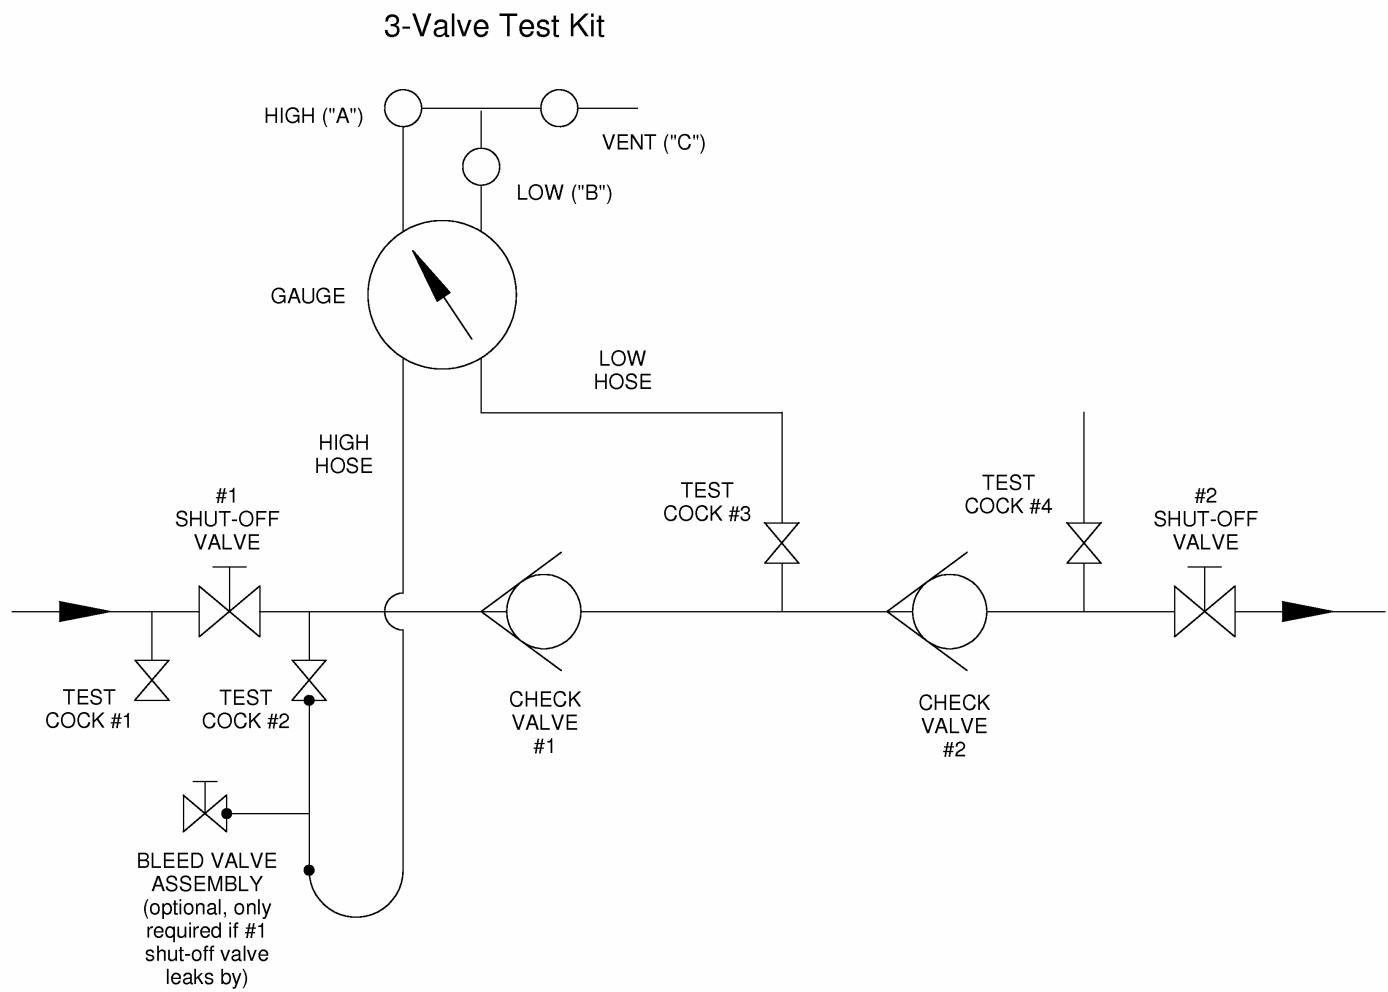 3-Valve Test Kit
HIGH ("A")
VENT ("C")
LOW ("B")
GAUGE
LOW
HOSE
HIGH
HOSE
#1
SHUT-OFF
VALVE
TEST
COCK #3
TEST
COCK #4
#2
SHUT-OFF
VALVE
TEST
COCK #1
TEST
COCK #2
CHECK
VALVE
#1
CHECK
VALVE
#2
BLEED VALVE
ASSEMBLY
(optional, only
required if #1
shut-off valve
leaks by)